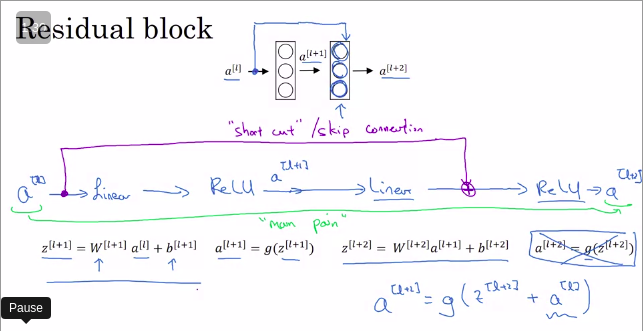 Residual block
a[l] a[l+1] a[l+2]
"short cut" / skip connection
a[l] → Linear → ReLU a[l+1] → Linear → ReLU → a[l+2]
"main path"
z[l+1] = W[l+1] a[l] + b[l+1] a[l+1] = g(z[l+1]) z[l+2] = W[l+2]a[l+1] + b[l+2] a[l+2] = g(z[l+2])
a[l+2] = g(z[l+2] + a[l])
Pause